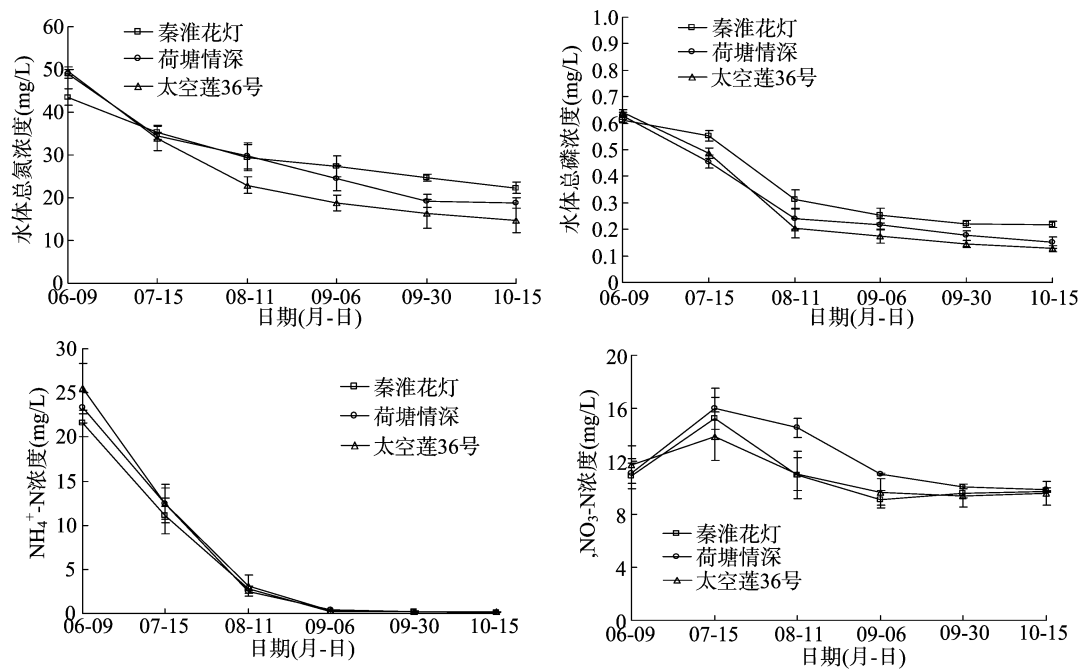 水体总氮浓度(mg/L)
60
50
40
30
20
10
0
秦淮花灯
荷塘情深
太空莲36号
06-09 07-15 08-11 09-06 09-30 10-15
日期(月-日)
水体总磷浓度(mg/L)
1.0
0.9
0.8
0.7
0.6
0.5
0.4
0.3
0.2
0.1
0
秦淮花灯
荷塘情深
太空莲36号
06-09 07-15 08-11 09-06 09-30 10-15
日期(月-日)
NH₄⁺-N浓度(mg/L)
30
25
20
15
10
5
0
秦淮花灯
荷塘情深
太空莲36号
06-09 07-15 08-11 09-06 09-30 10-15
日期(月-日)
,NO₃-N浓度(mg/L)
20
16
12
8
4
0
秦淮花灯
荷塘情深
太空莲36号
06-09 07-15 08-11 09-06 09-30 10-15
日期(月-日)